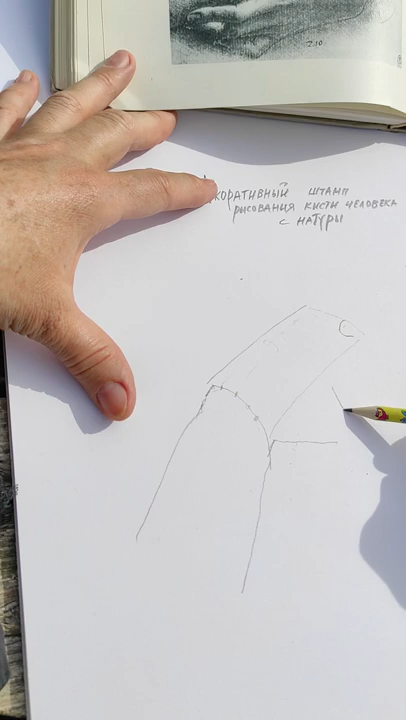 210.
КОРАТИВНЫЙ ШТАМП
РИСОВАНИЯ КИСТИ ЧЕЛОВЕКА
С НАТУРЫ